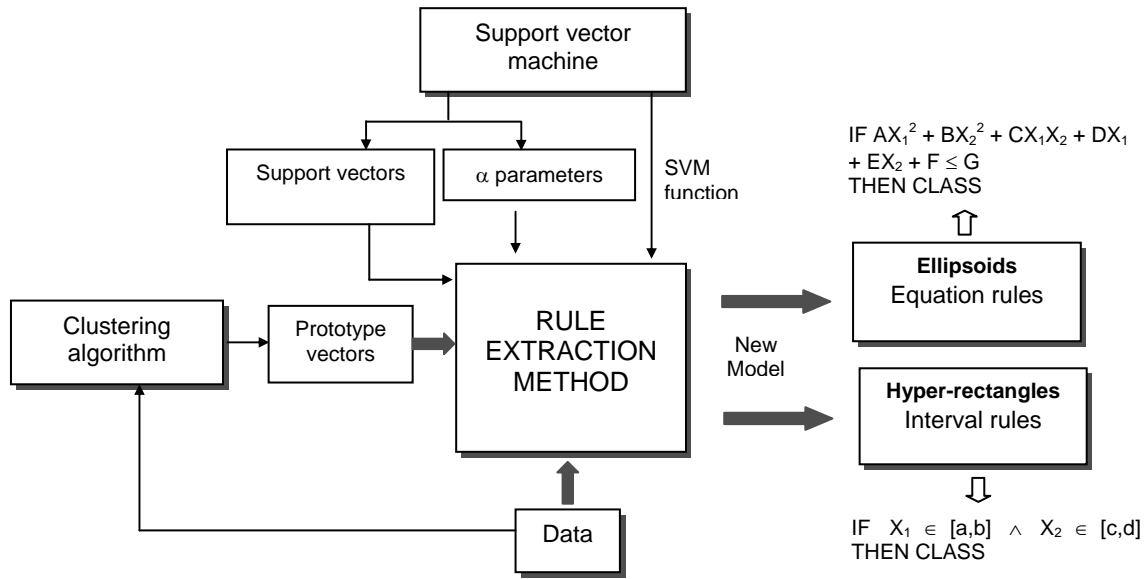 Support vector
machine
IF AX₁² + BX₂² + CX₁X₂ + DX₁
+ EX₂ + F ≤ G
THEN CLASS
Support vectors
α parameters
SVM
function
Ellipsoids
Equation rules
Clustering
algorithm
Prototype
vectors
RULE
EXTRACTION
METHOD
New
Model
Hyper-rectangles
Interval rules
Data
IF X₁ ∈ [a,b] ∧ X₂ ∈ [c,d]
THEN CLASS